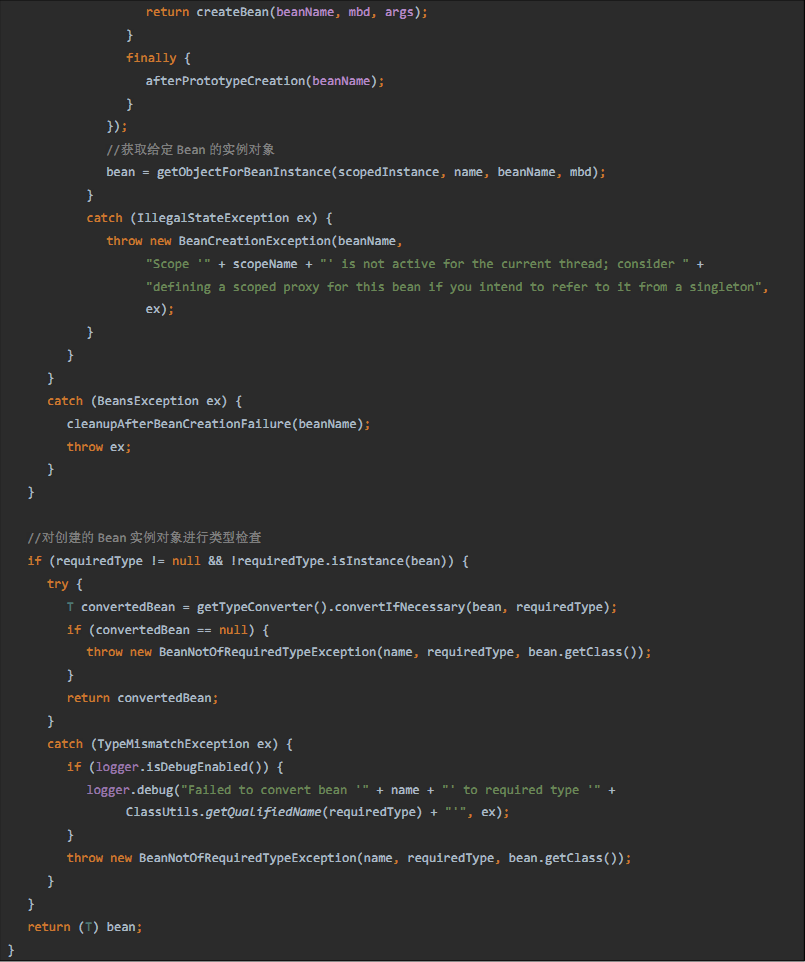 return createBean(beanName, mbd, args);
}
finally {
afterPrototypeCreation(beanName);
}
});
//获取给定 Bean 的实例对象
bean = getObjectForBeanInstance(scopedInstance, name, beanName, mbd);
}
catch (IllegalStateException ex) {
throw new BeanCreationException(beanName,
"Scope '" + scopeName + "' is not active for the current thread; consider " +
"defining a scoped proxy for this bean if you intend to refer to it from a singleton",
ex);
}
}
}
catch (BeansException ex) {
cleanupAfterBeanCreationFailure(beanName);
throw ex;
}
}
//对创建的 Bean 实例对象进行类型检查
if (requiredType != null && !requiredType.isInstance(bean)) {
try {
T convertedBean = getTypeConverter().convertIfNecessary(bean, requiredType);
if (convertedBean == null) {
throw new BeanNotOfRequiredTypeException(name, requiredType, bean.getClass());
}
return convertedBean;
}
catch (TypeMismatchException ex) {
if (logger.isDebugEnabled()) {
logger.debug("Failed to convert bean '" + name + "' to required type '" +
ClassUtils.getQualifiedName(requiredType) + "'", ex);
}
throw new BeanNotOfRequiredTypeException(name, requiredType, bean.getClass());
}
}
return (T) bean;
}